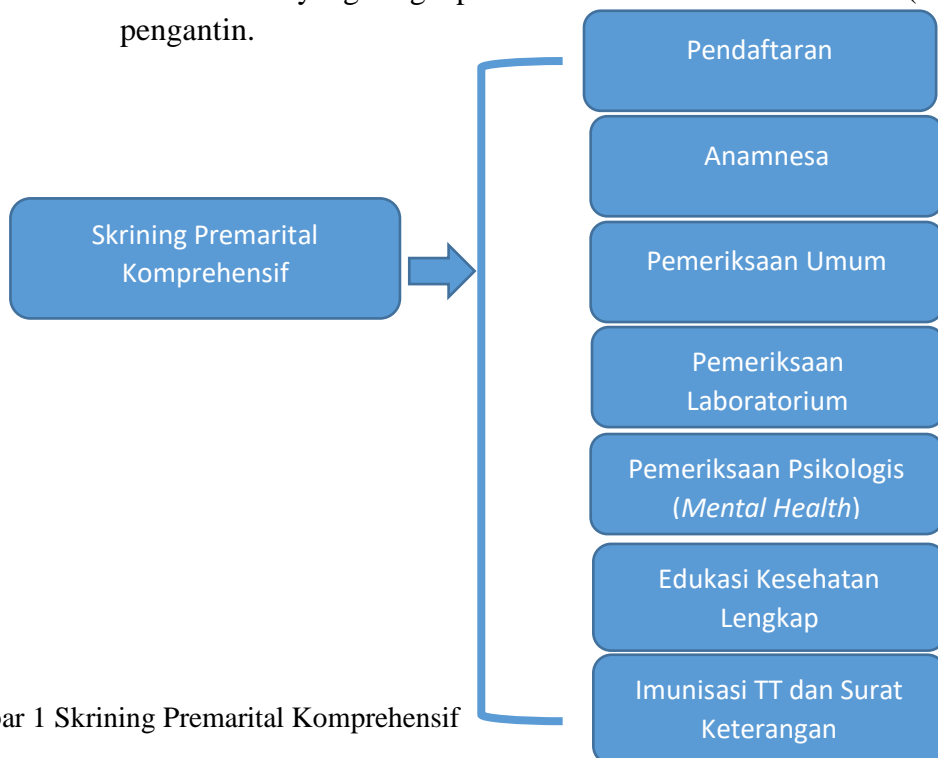 pengantin.
Pendaftaran
Anamnesa
Skrining Premarital
Komprehensif
Pemeriksaan Umum
Pemeriksaan
Laboratorium
Pemeriksaan Psikologis
(Mental Health)
Edukasi Kesehatan
Lengkap
Imunisasi TT dan Surat
Keterangan
ar 1 Skrining Premarital Komprehensif